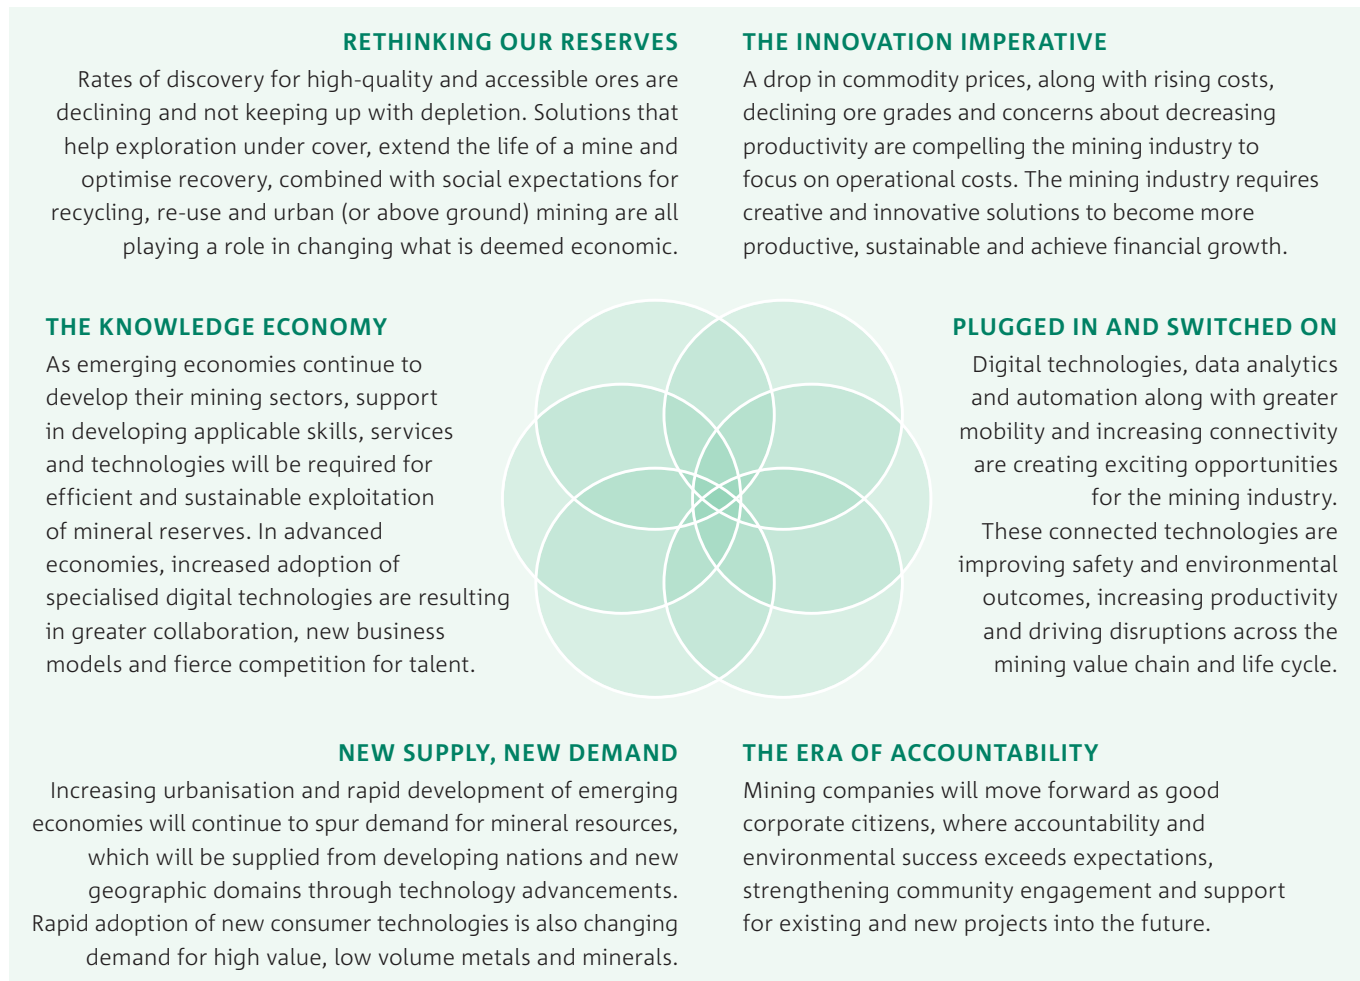 RETHINKING OUR RESERVES
Rates of discovery for high-quality and accessible ores are
declining and not keeping up with depletion. Solutions that
help exploration under cover, extend the life of a mine and
optimise recovery, combined with social expectations for
recycling, re-use and urban (or above ground) mining are all
playing a role in changing what is deemed economic.
THE INNOVATION IMPERATIVE
A drop in commodity prices, along with rising costs,
declining ore grades and concerns about decreasing
productivity are compelling the mining industry to
focus on operational costs. The mining industry requires
creative and innovative solutions to become more
productive, sustainable and achieve financial growth.
THE KNOWLEDGE ECONOMY
As emerging economies continue to
develop their mining sectors, support
in developing applicable skills, services
and technologies will be required for
efficient and sustainable exploitation
of mineral reserves. In advanced
economies, increased adoption of
specialised digital technologies are resulting
in greater collaboration, new business
models and fierce competition for talent.
PLUGGED IN AND SWITCHED ON
Digital technologies, data analytics
and automation along with greater
mobility and increasing connectivity
are creating exciting opportunities
for the mining industry.
These connected technologies are
improving safety and environmental
outcomes, increasing productivity
and driving disruptions across the
mining value chain and life cycle.
NEW SUPPLY, NEW DEMAND
Increasing urbanisation and rapid development of emerging
economies will continue to spur demand for mineral resources,
which will be supplied from developing nations and new
geographic domains through technology advancements.
Rapid adoption of new consumer technologies is also changing
demand for high value, low volume metals and minerals.
THE ERA OF ACCOUNTABILITY
Mining companies will move forward as good
corporate citizens, where accountability and
environmental success exceeds expectations,
strengthening community engagement and support
for existing and new projects into the future.